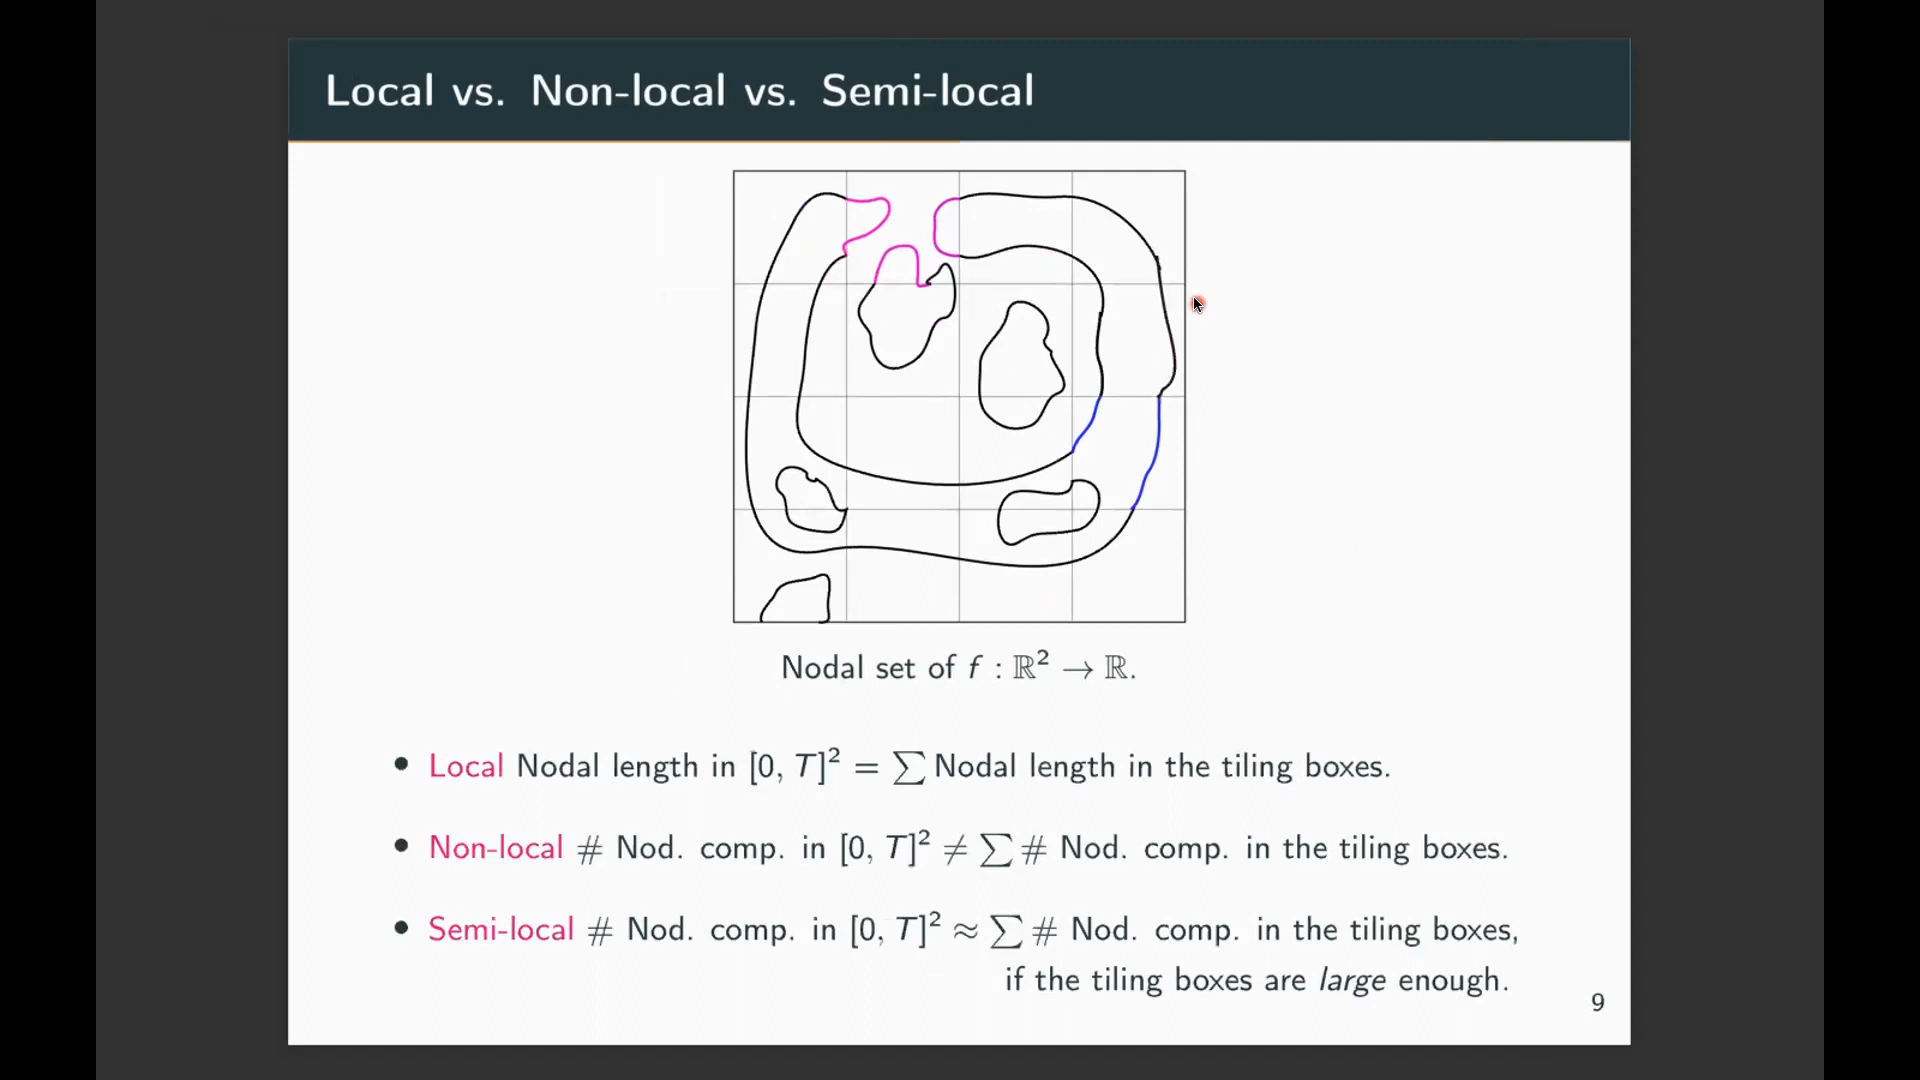 Local vs. Non-local vs. Semi-local
Nodal set of f : ℝ² → ℝ.
• Local Nodal length in [0, T]² = ∑ Nodal length in the tiling boxes.
• Non-local # Nod. comp. in [0, T]² ≠ ∑ # Nod. comp. in the tiling boxes.
• Semi-local # Nod. comp. in [0, T]² ≈ ∑ # Nod. comp. in the tiling boxes,
if the tiling boxes are large enough.
9